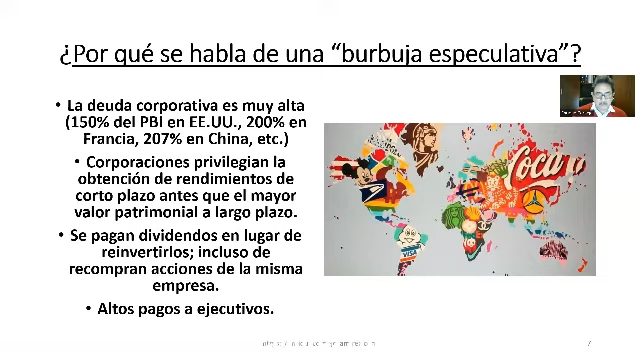 ¿Por qué se habla de una “burbuja especulativa”?
• La deuda corporativa es muy alta
(150% del PBI en EE.UU., 200% en
Francia, 207% en China, etc.)
• Corporaciones privilegian la
obtención de rendimientos de
corto plazo antes que el mayor
valor patrimonial a largo plazo.
• Se pagan dividendos en lugar de
reinvertirlos; incluso de
recompran acciones de la misma
empresa.
• Altos pagos a ejecutivos.
Coca
VISA